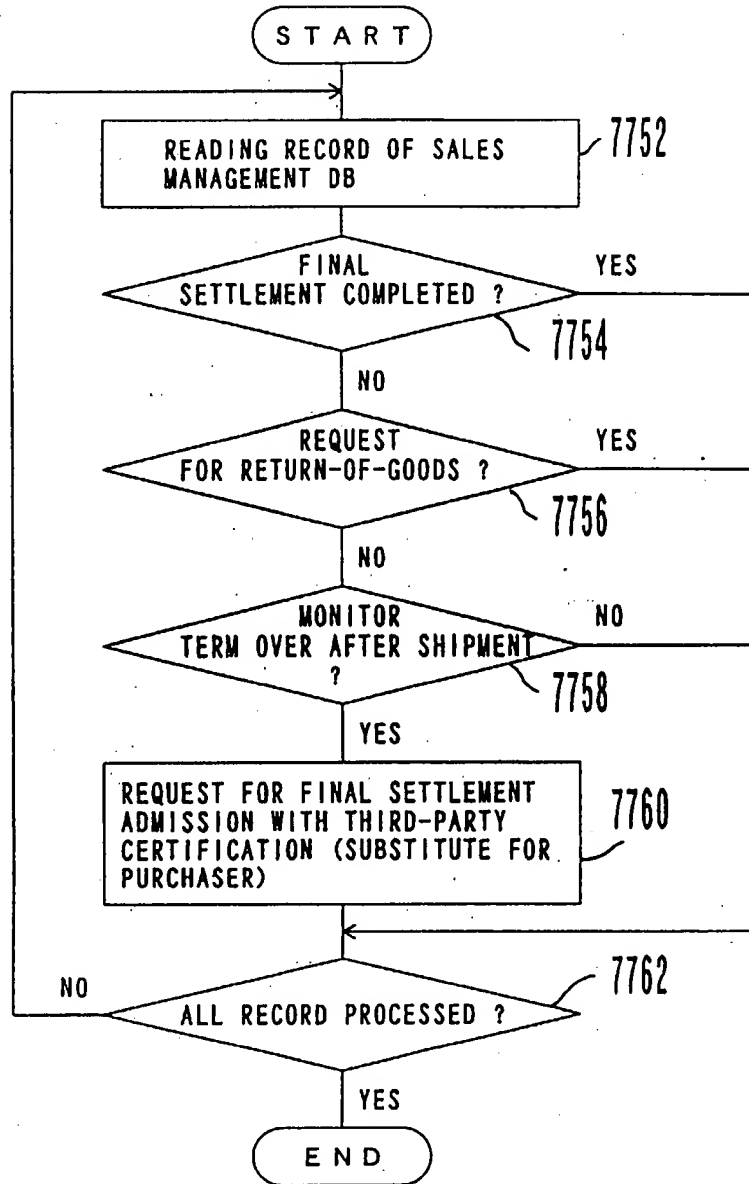 START
READING RECORD OF SALES
MANAGEMENT DB
7752
FINAL
SETTLEMENT COMPLETED ?
YES
7754
NO
REQUEST
FOR RETURN-OF-GOODS ?
YES
7756
NO
MONITOR
TERM OVER AFTER SHIPMENT
?
NO
7758
YES
REQUEST FOR FINAL SETTLEMENT
ADMISSION WITH THIRD-PARTY
CERTIFICATION (SUBSTITUTE FOR
PURCHASER)
7760
NO
ALL RECORD PROCESSED ?
7762
YES
END